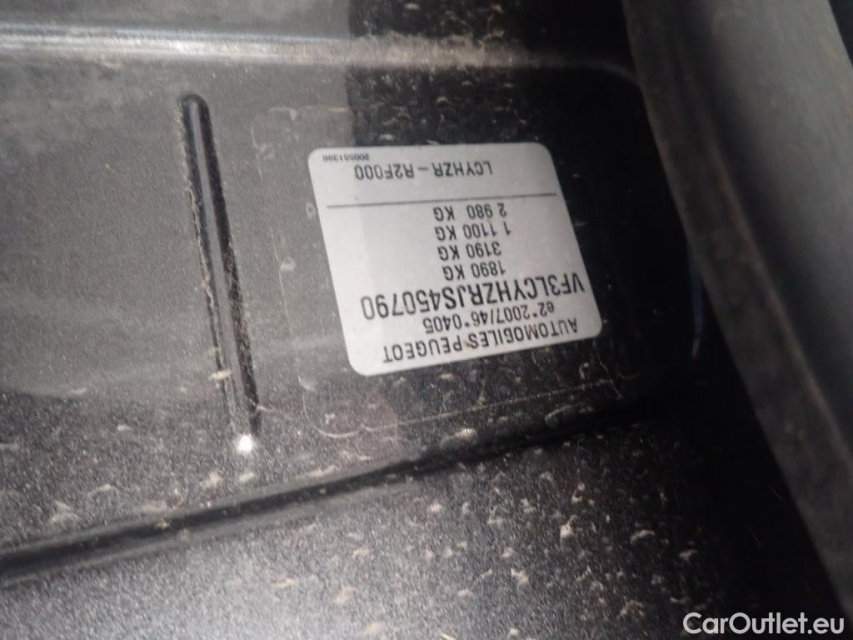 AUTOMOBILES PEUGEOT
e2*2007/46*0405
VF3LCYHZRJS450790
1890 KG
3190 KG
1 1100 KG
2 980 KG
LCYHZR-R2F000
CarOutlet.eu